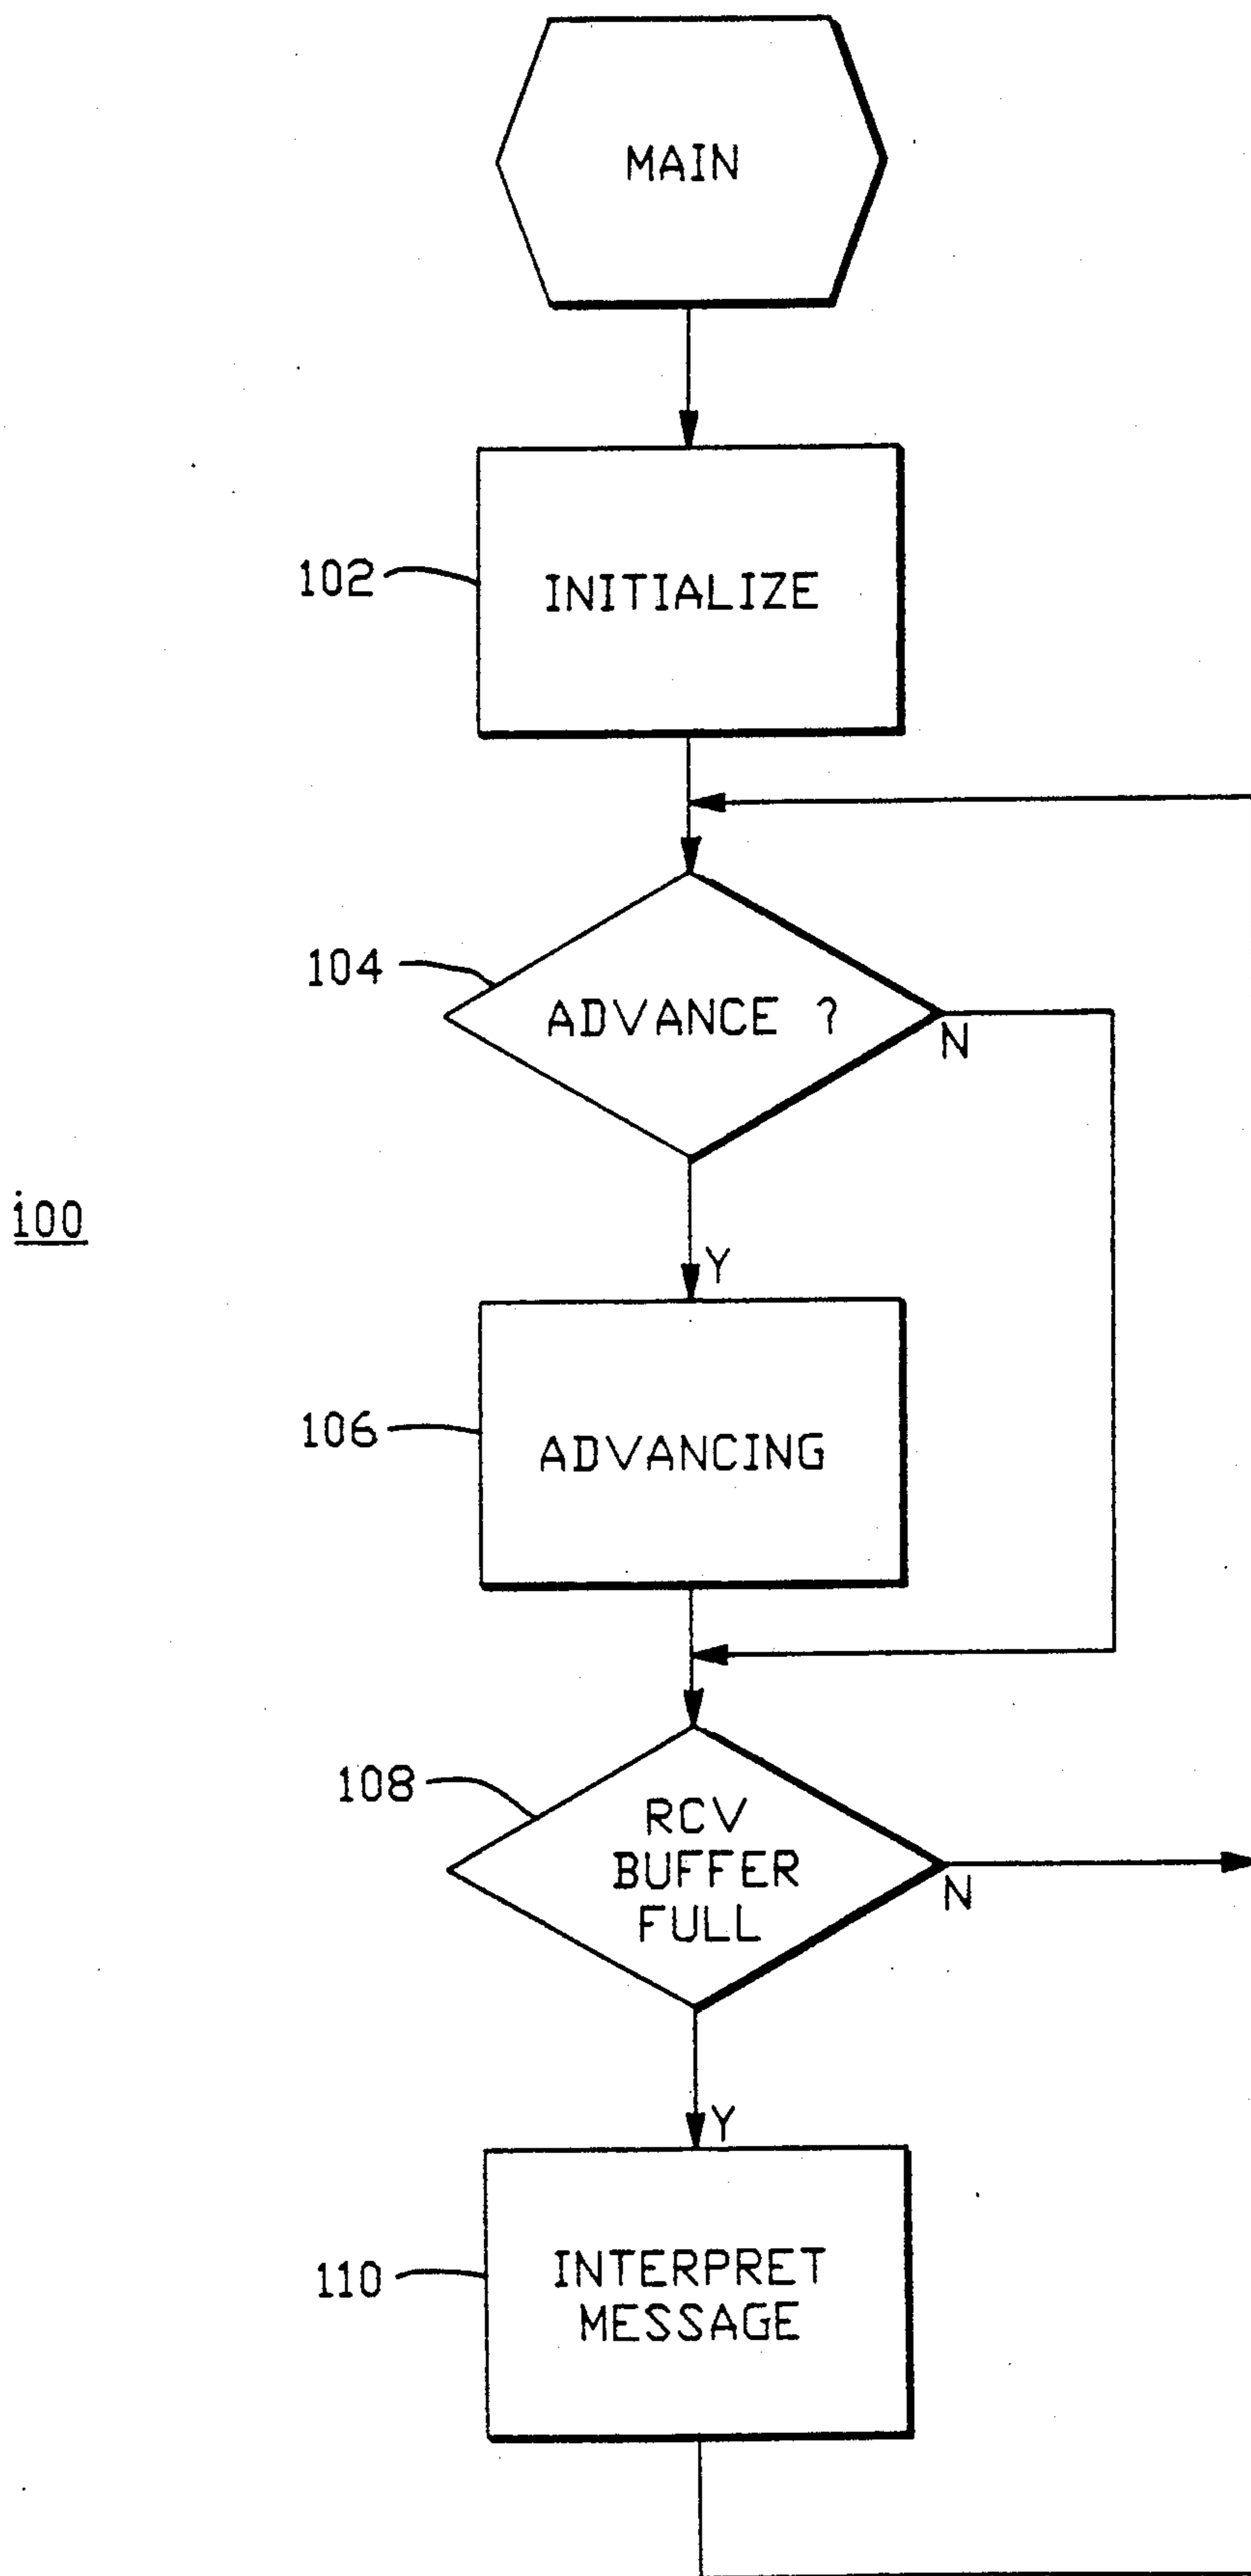 MAIN
102
INITIALIZE
104
ADVANCE ?
N
100
Y
106
ADVANCING
108
RCV
BUFFER
FULL
N
Y
110
INTERPRET
MESSAGE